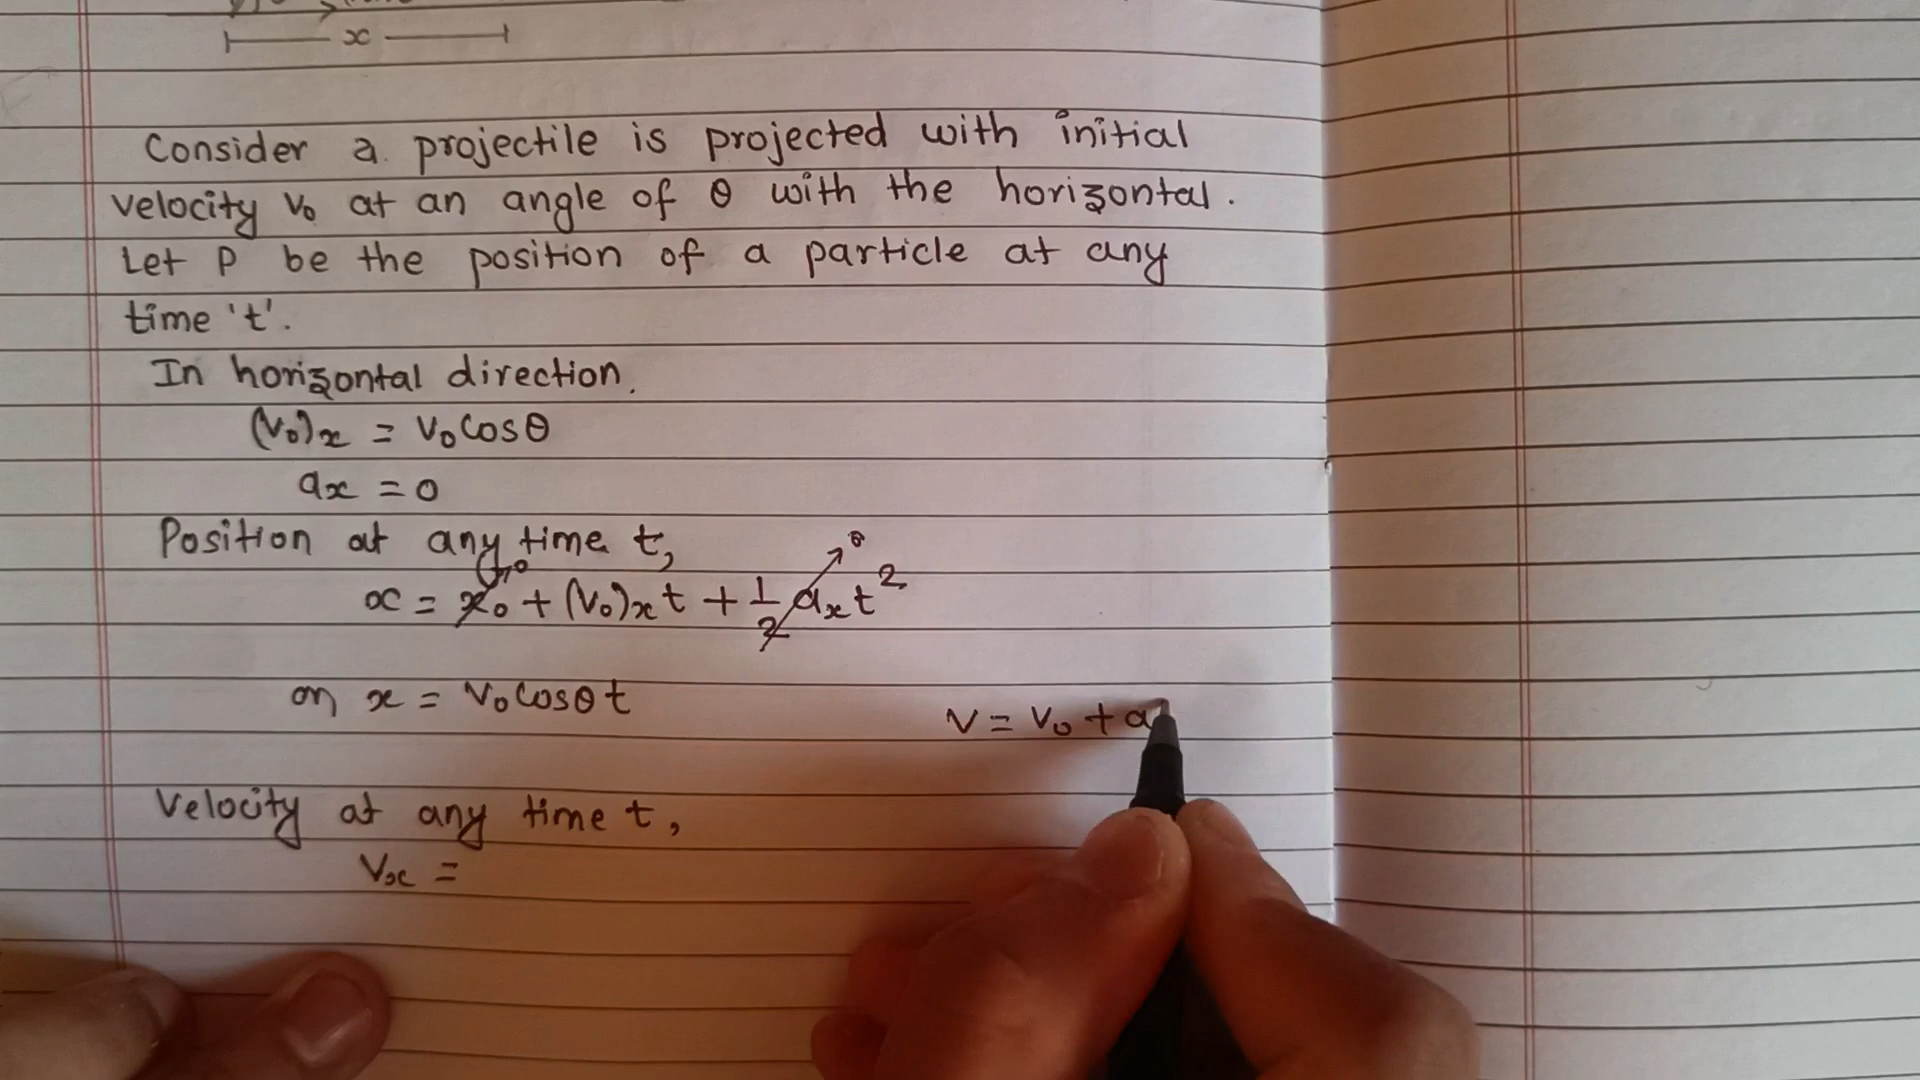 x
Consider a projectile is projected with initial
velocity v₀ at an angle of θ with the horizontal.
Let P be the position of a particle at any
time 't'.
In horizontal direction,
(v₀)x = v₀cosθ
ax = 0
Position at any time t,
x = x₀ + (v₀)x t + 1/2 ax t²
or x = v₀cosθ t
v = v₀ + a
Velocity at any time t,
vx =